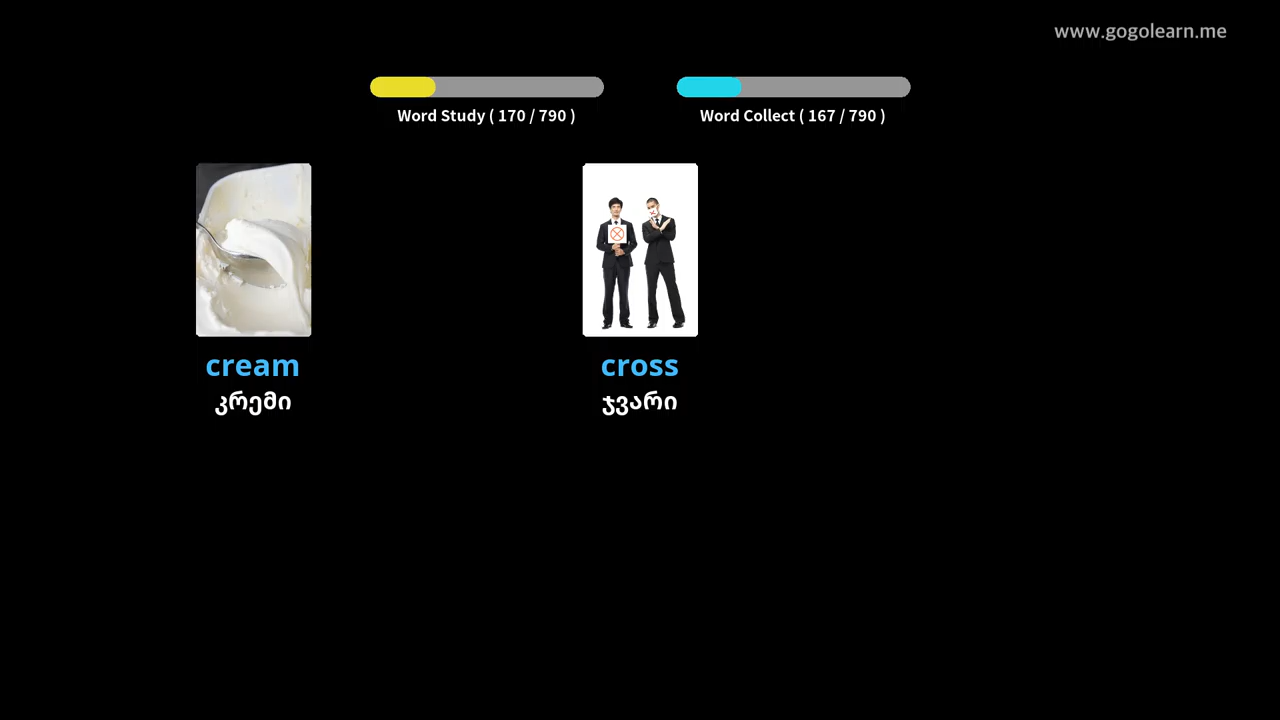 www.gogolearn.me
Word Study ( 170 / 790 )
Word Collect ( 167 / 790 )
cream
კრემი
cross
ჯვარი